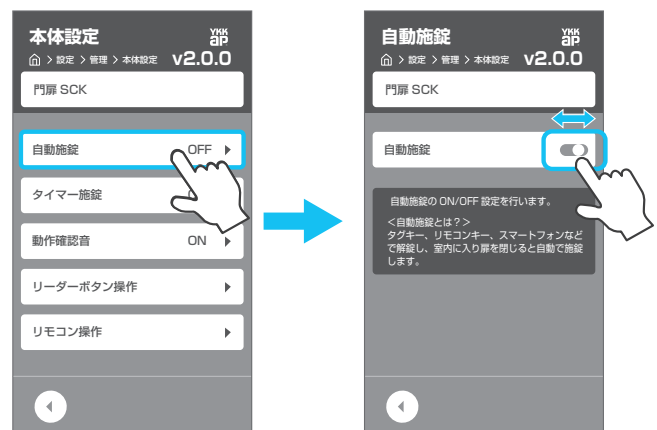 本体設定
YKK
ap
⌂ > 設定 > 管理 > 本体設定 v2.0.0
門扉 SCK
自動施錠 OFF
タイマー施錠
動作確認音 ON
リーダーボタン操作
リモコン操作
自動施錠
YKK
ap
⌂ > 設定 > 管理 > 本体設定 v2.0.0
門扉 SCK
自動施錠
自動施錠の ON/OFF 設定を行います。
<自動施錠とは?>
タグキー、リモコンキー、スマートフォンなど
で解錠し、室内に入り扉を閉じると自動で施錠
します。